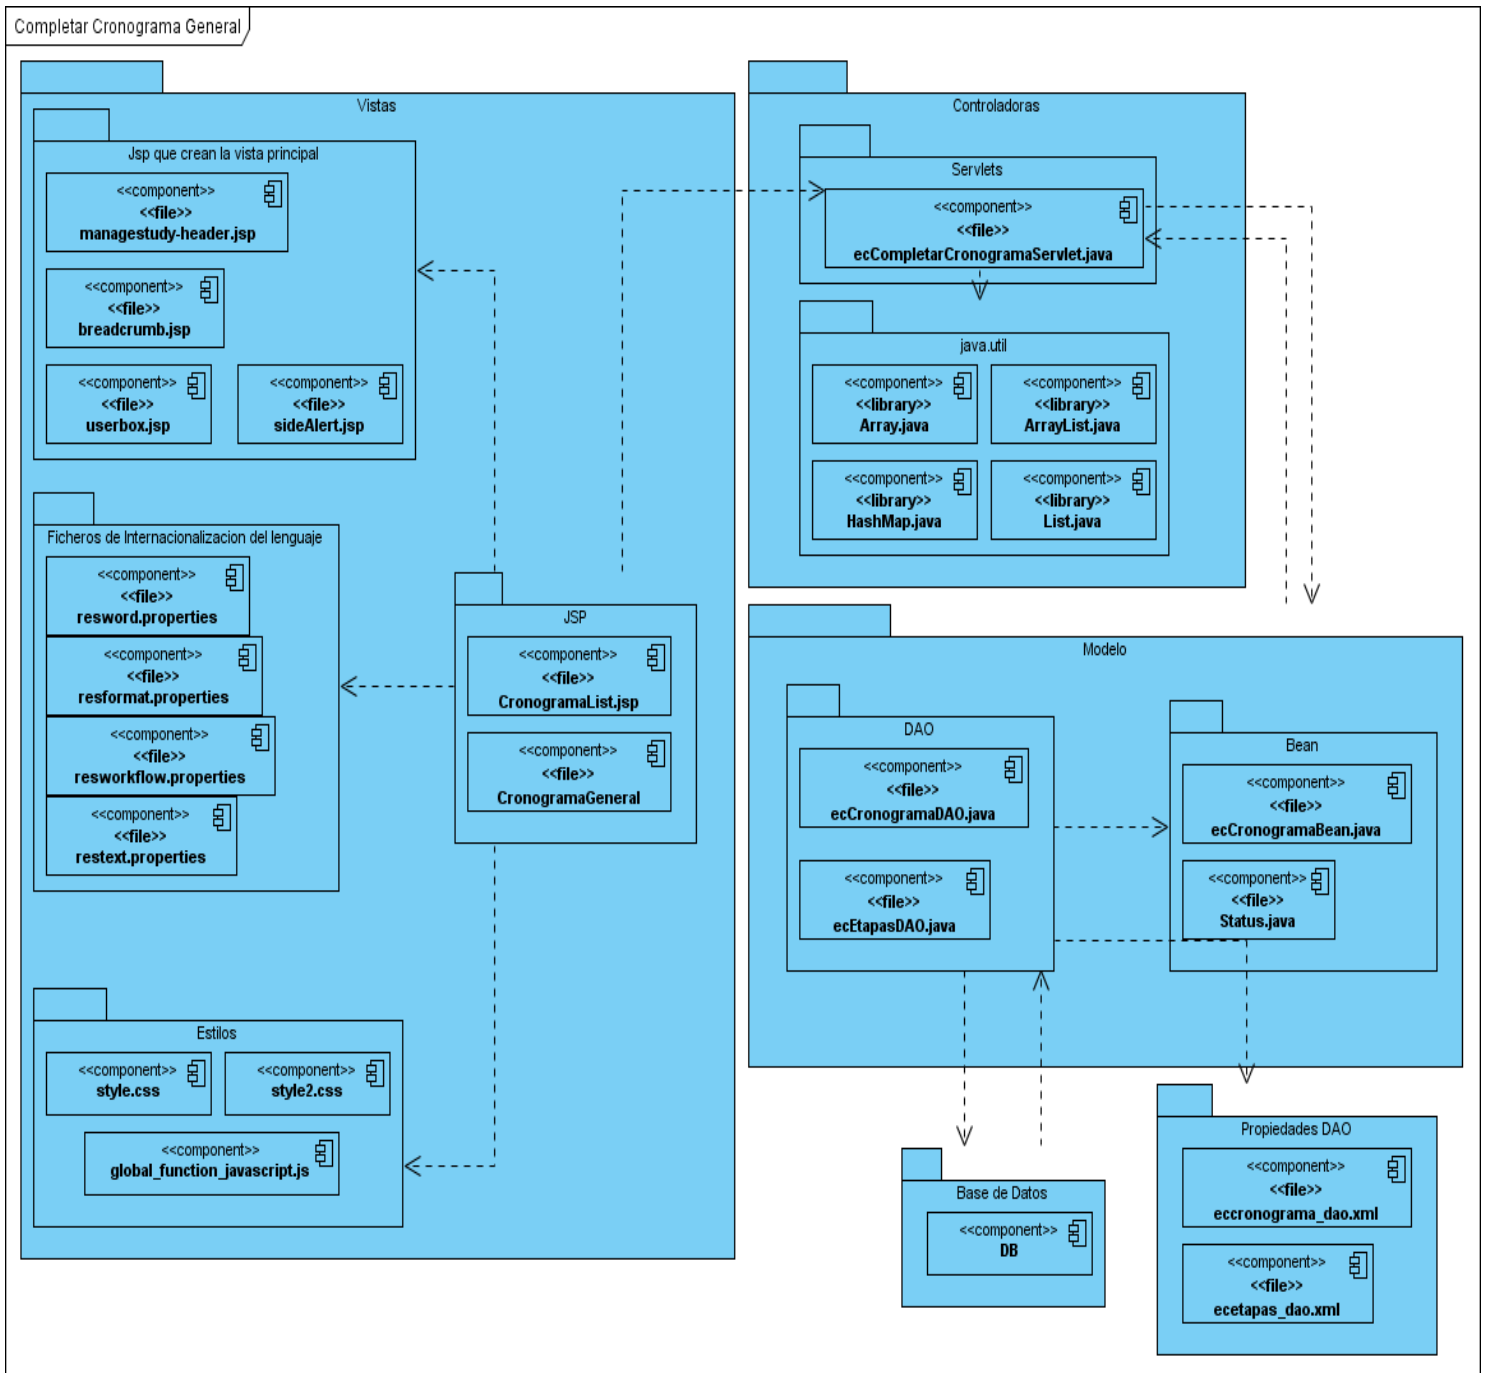 Completar Cronograma General
Vistas
Jsp que crean la vista principal
<<component>>
<<file>>
managestudy-header.jsp
<<component>>
<<file>>
breadcrumb.jsp
<<component>>
<<file>>
userbox.jsp
<<component>>
<<file>>
sideAlert.jsp
Ficheros de Internacionalizacion del lenguaje
<<component>>
<<file>>
resword.properties
<<component>>
<<file>>
resformat.properties
<<component>>
<<file>>
resworkflow.properties
<<component>>
<<file>>
restext.properties
JSP
<<component>>
<<file>>
CronogramaList.jsp
<<component>>
<<file>>
CronogramaGeneral
Estilos
<<component>>
style.css
<<component>>
style2.css
<<component>>
global_function_javascript.js
Controladoras
Servlets
<<component>>
<<file>>
ecCompletarCronogramaServlet.java
java.util
<<component>>
<<library>>
Array.java
<<component>>
<<library>>
ArrayList.java
<<component>>
<<library>>
HashMap.java
<<component>>
<<library>>
List.java
Modelo
DAO
<<component>>
<<file>>
ecCronogramaDAO.java
<<component>>
<<file>>
ecEtapasDAO.java
Bean
<<component>>
<<file>>
ecCronogramaBean.java
<<component>>
<<file>>
Status.java
Base de Datos
<<component>>
DB
Propiedades DAO
<<component>>
<<file>>
eccronograma_dao.xml
<<component>>
<<file>>
ecetapas_dao.xml